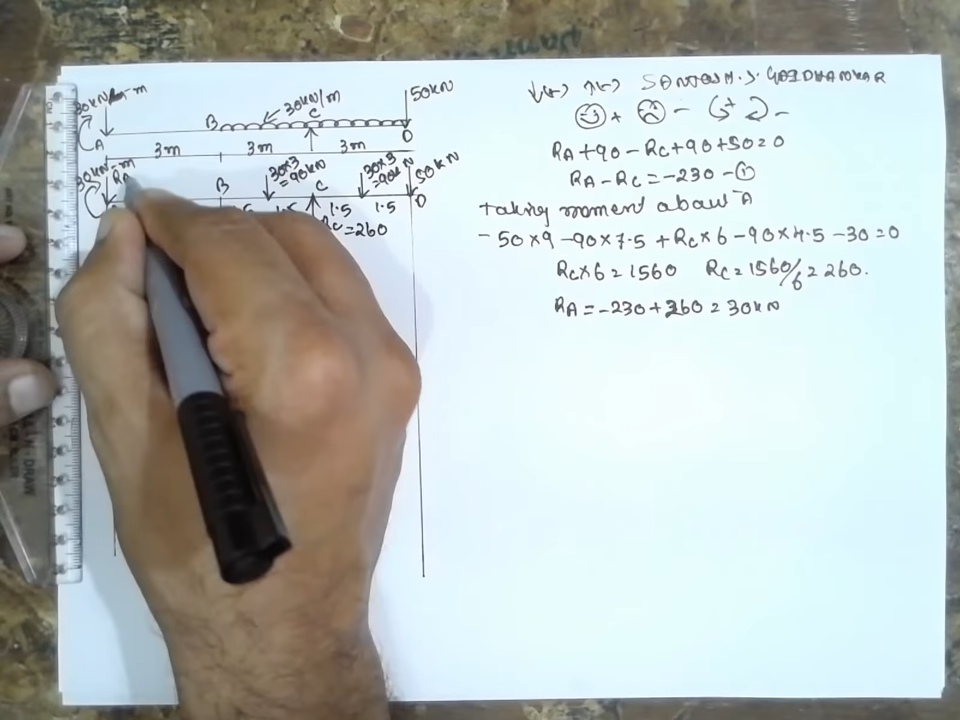 30kN-m
30kN/m
50kN
A
B
C
D
3m 3m 3m
30kN-m
RA
B
30×3
=90kN
C
30×3
=90kN
50kN
1.5 1.5 1.5
D
RC=260
↓(+) ↑(-) SANTOSH.J.GOIDHANKAR
+ - + -
RA+90-RC+90+50=0
RA-RC=-230-①
taking moment about A
-50×9-90×7.5+RC×6-90×4.5-30=0
RC×6=1560 RC=1560/6=260.
RA=-230+260=30kN